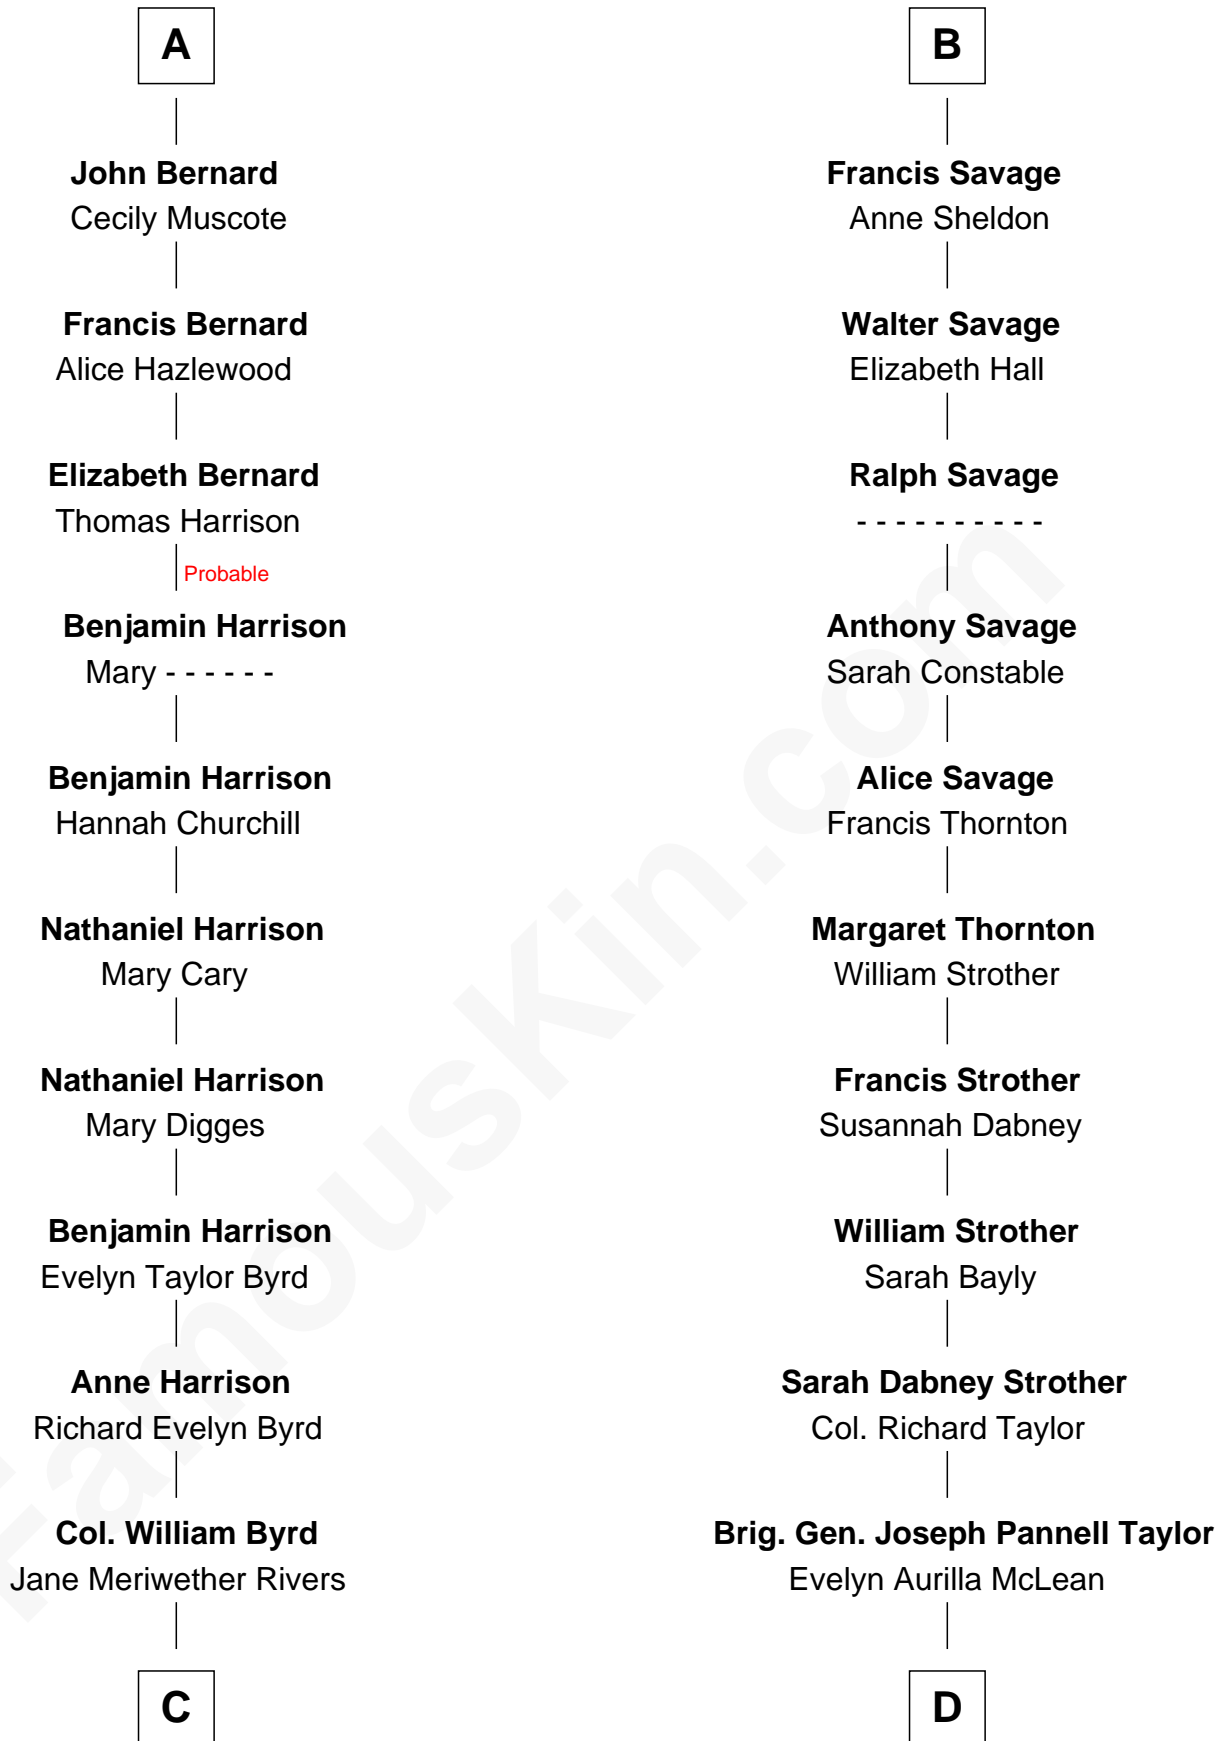 A
John Bernard
Cecily Muscote
Francis Bernard
Alice Hazlewood
Elizabeth Bernard
Thomas Harrison
Probable
Benjamin Harrison
Mary - - - - - -
Benjamin Harrison
Hannah Churchill
Nathaniel Harrison
Mary Cary
Nathaniel Harrison
Mary Digges
Benjamin Harrison
Evelyn Taylor Byrd
Anne Harrison
Richard Evelyn Byrd
Col. William Byrd
Jane Meriwether Rivers
C
B
Francis Savage
Anne Sheldon
Walter Savage
Elizabeth Hall
Ralph Savage
- - - - - - - - - -
Anthony Savage
Sarah Constable
Alice Savage
Francis Thornton
Margaret Thornton
William Strother
Francis Strother
Susannah Dabney
William Strother
Sarah Bayly
Sarah Dabney Strother
Col. Richard Taylor
Brig. Gen. Joseph Pannell Taylor
Evelyn Aurilla McLean
D
FamousKin.com